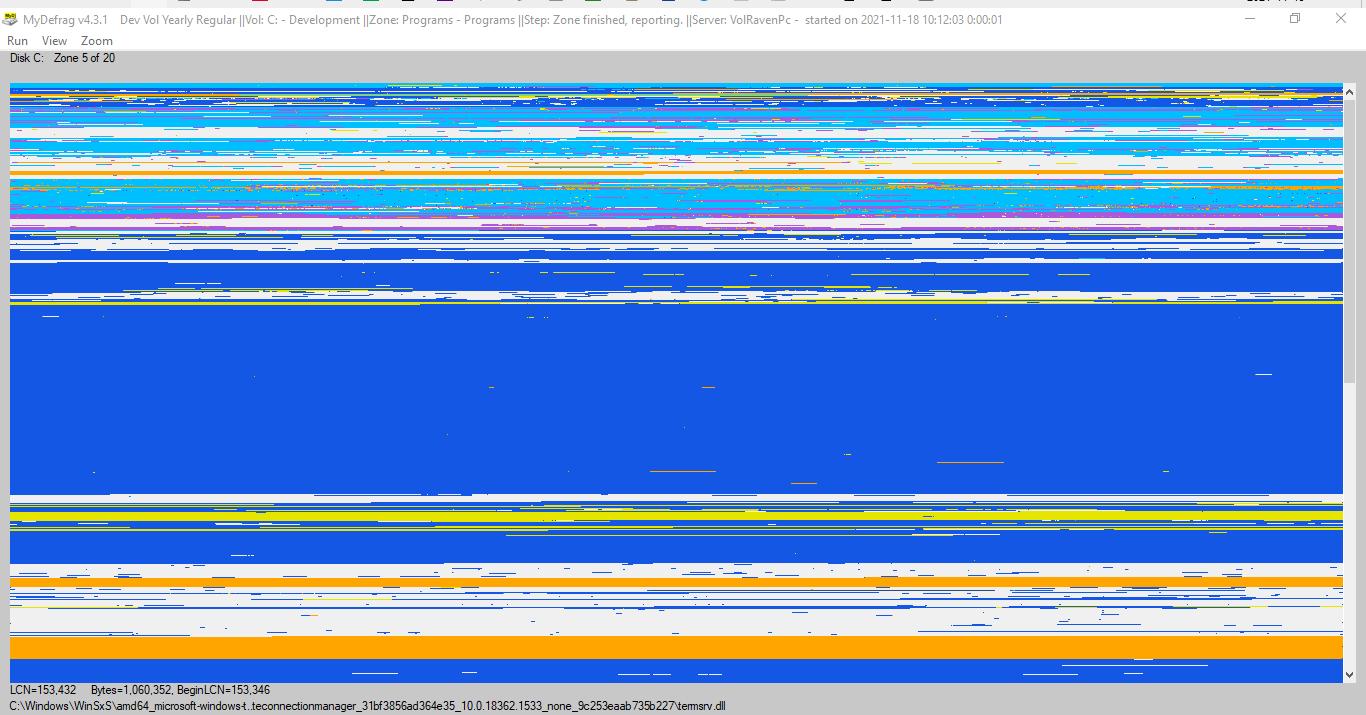 MyDefrag v4.3.1 Dev Vol Yearly Regular ||Vol: C: - Development ||Zone: Programs - Programs ||Step: Zone finished, reporting. ||Server: VolRavenPc - started on 2021-11-18 10:12:03 0:00:01
Run View Zoom
Disk C: Zone 5 of 20
LCN=153,432 Bytes=1,060,352, BeginLCN=153,346
C:\Windows\WinSxS\amd64_microsoft-windows-t..teconnectionmanager_31bf3856ad364e35_10.0.18362.1533_none_9c253eaab735b227\termsrv.dll